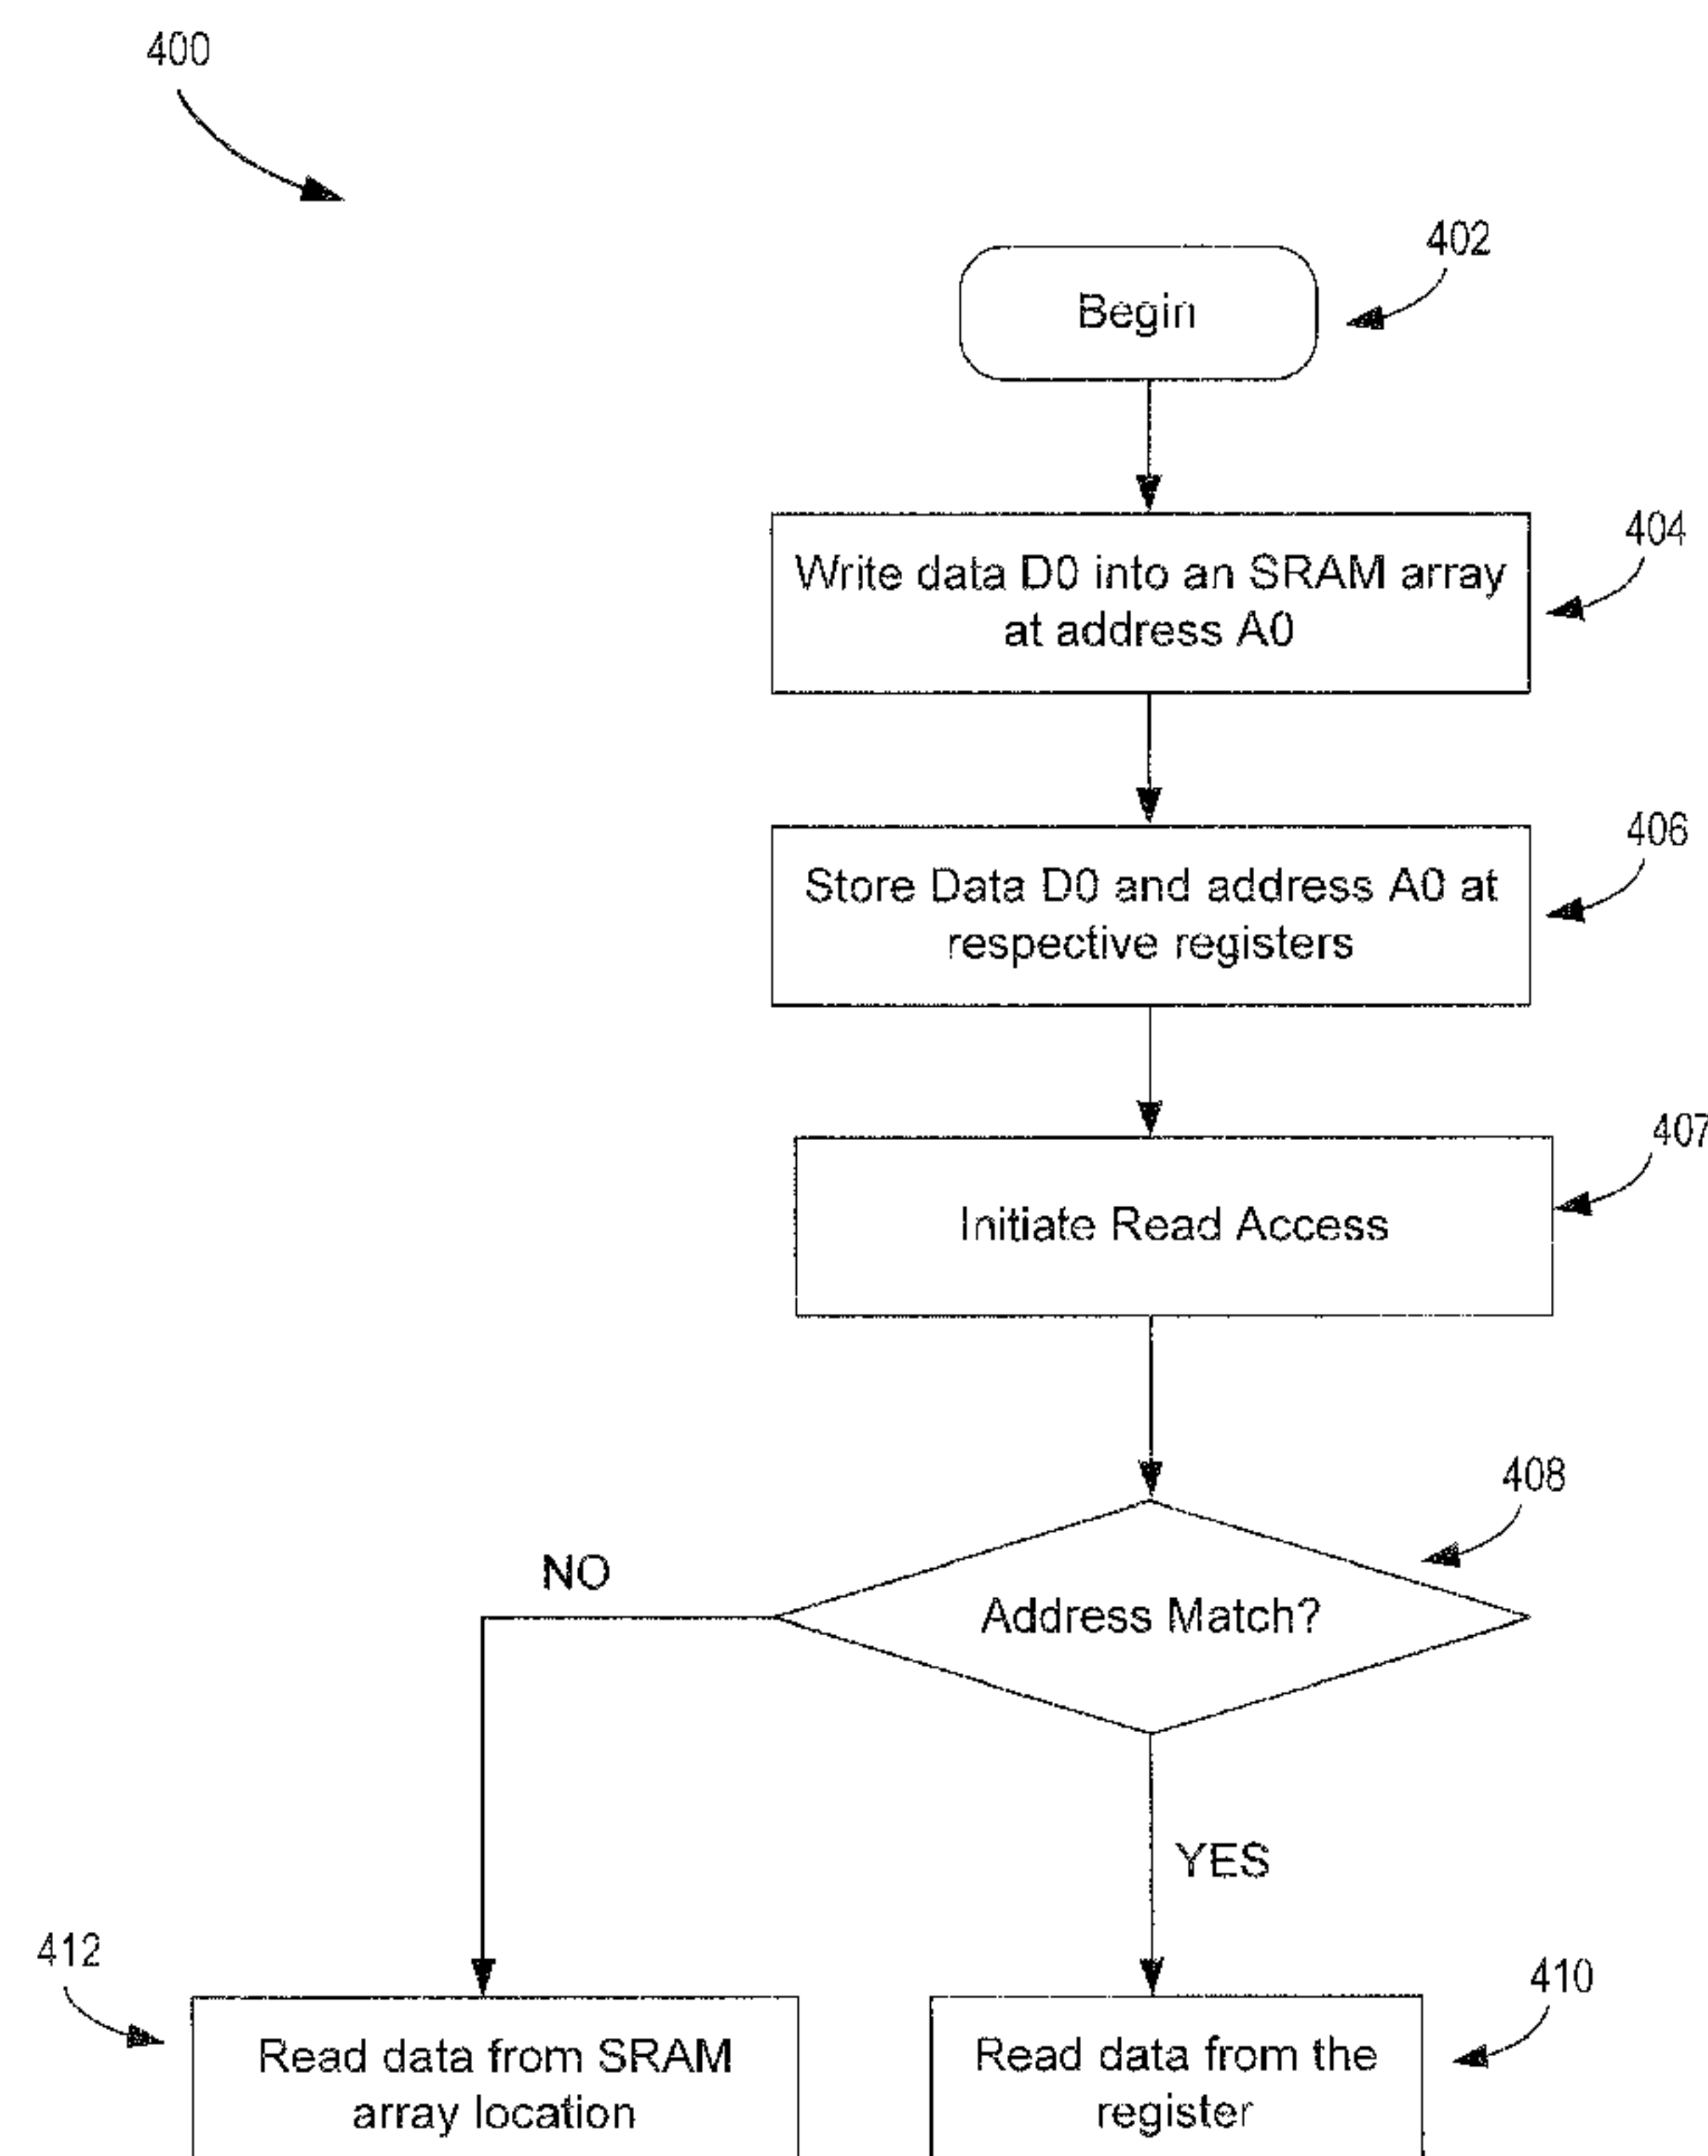 400
402
Begin
404
Write data D0 into an SRAM array
at address A0
406
Store Data D0 and address A0 at
respective registers
407
Initiate Read Access
408
NO
Address Match?
YES
412
410
Read data from SRAM
array location
Read data from the
register